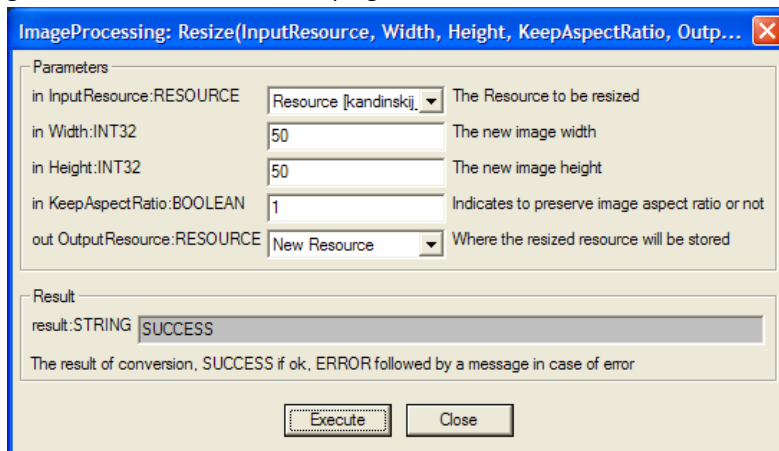 ImageProcessing: Resize(InputResource, Width, Height, KeepAspectRatio, Outp...
Parameters
in InputResource:RESOURCE Resource [kandinskij_ The Resource to be resized
in Width:INT32 50 The new image width
in Height:INT32 50 The new image height
in KeepAspectRatio:BOOLEAN 1 Indicates to preserve image aspect ratio or not
out OutputResource:RESOURCE New Resource Where the resized resource will be stored
Result
result:STRING SUCCESS
The result of conversion, SUCCESS if ok, ERROR followed by a message in case of error
Execute Close